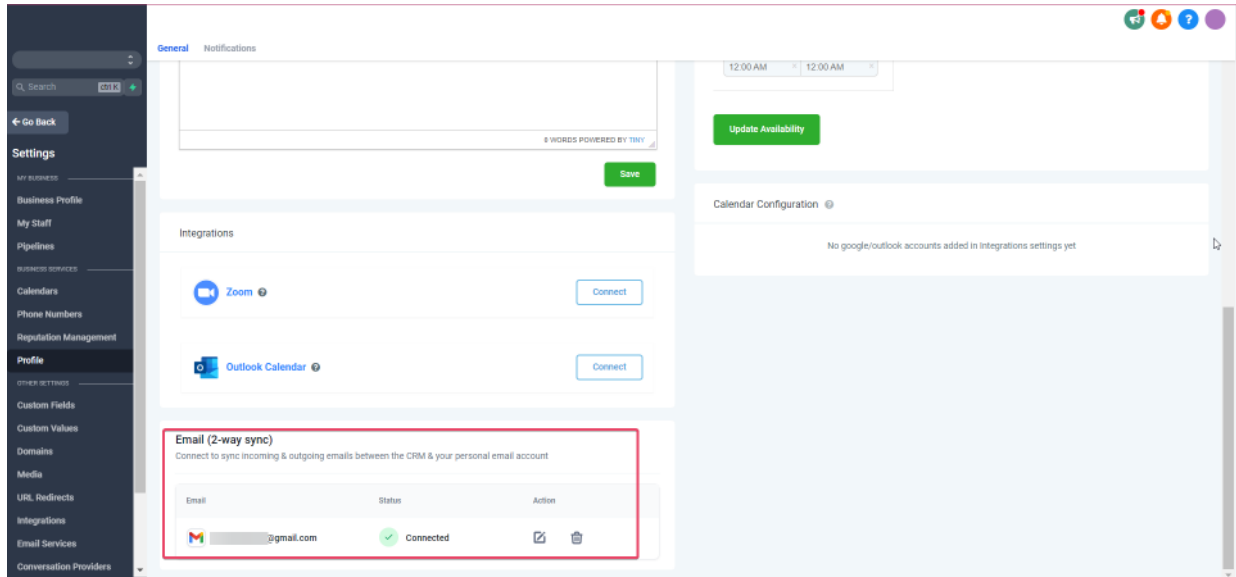 General Notifications
Search ctrl K
← Go Back
Settings
MY BUSINESS
Business Profile
My Staff
Pipelines
BUSINESS SERVICES
Calendars
Phone Numbers
Reputation Management
Profile
OTHER SETTINGS
Custom Fields
Custom Values
Domains
Media
URL Redirects
Integrations
Email Services
Conversation Providers
0 WORDS POWERED BY TINY
Save
Integrations
Zoom ?
Connect
Outlook Calendar ?
Connect
Email (2-way sync)
Connect to sync incoming & outgoing emails between the CRM & your personal email account
Email Status Action
@gmail.com Connected
12:00 AM × 12:00 AM ×
Update Availability
Calendar Configuration ?
No google/outlook accounts added in Integrations settings yet